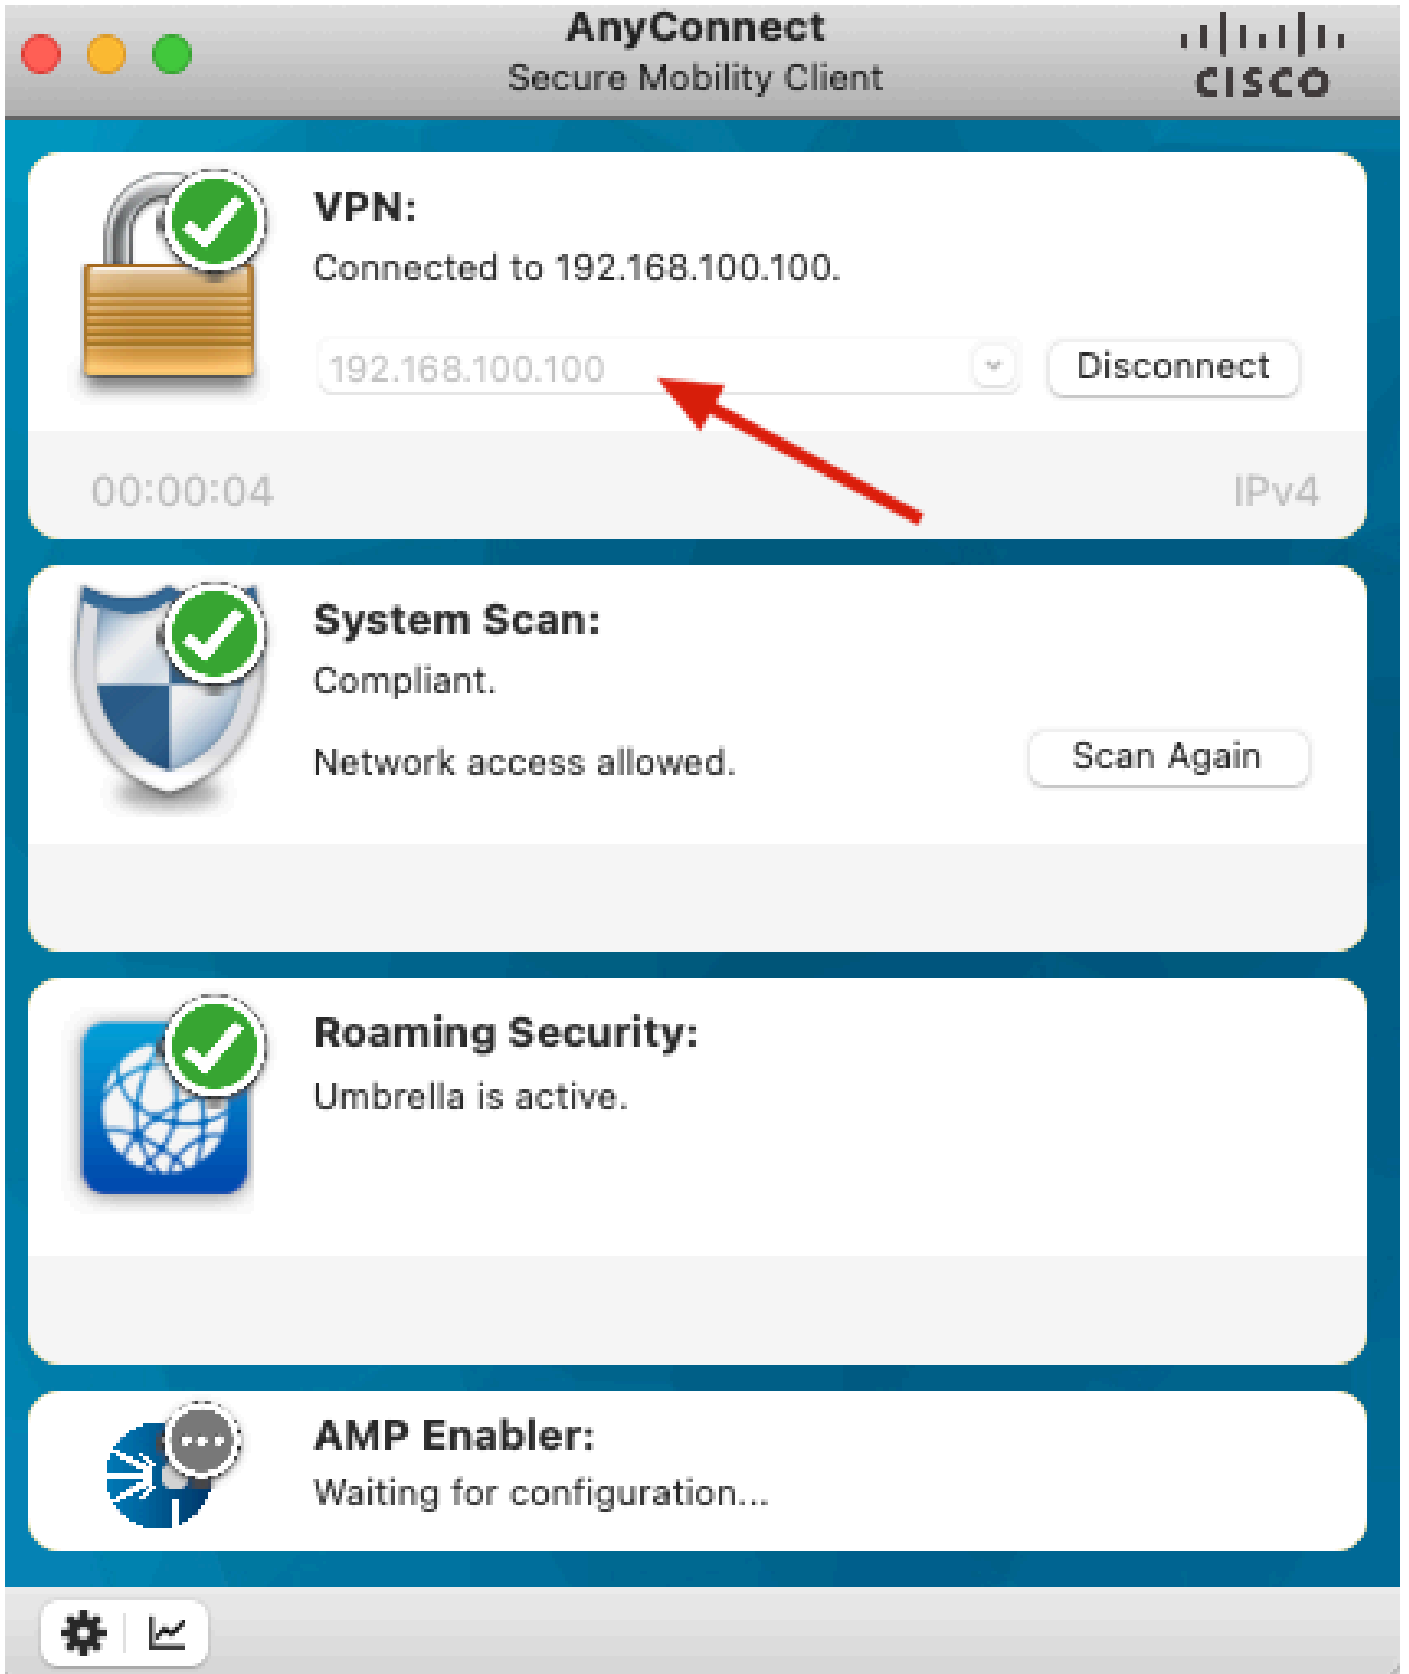 AnyConnect
Secure Mobility Client
CISCO
VPN:
Connected to 192.168.100.100.
192.168.100.100
Disconnect
00:00:04
IPv4
System Scan:
Compliant.
Network access allowed.
Scan Again
Roaming Security:
Umbrella is active.
AMP Enabler:
Waiting for configuration...